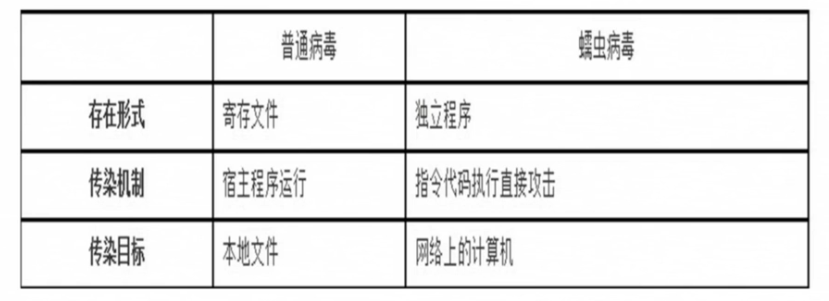 普通病毒 蠕虫病毒
存在形式 寄存文件 独立程序
传染机制 宿主程序运行 指令代码执行直接攻击
传染目标 本地文件 网络上的计算机